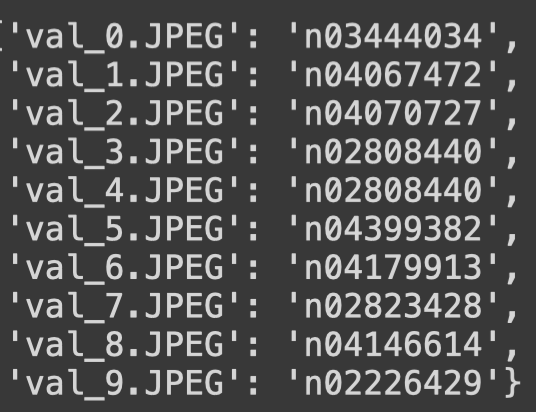 {'val_0.JPEG': 'n03444034',
'val_1.JPEG': 'n04067472',
'val_2.JPEG': 'n04070727',
'val_3.JPEG': 'n02808440',
'val_4.JPEG': 'n02808440',
'val_5.JPEG': 'n04399382',
'val_6.JPEG': 'n04179913',
'val_7.JPEG': 'n02823428',
'val_8.JPEG': 'n04146614',
'val_9.JPEG': 'n02226429'}